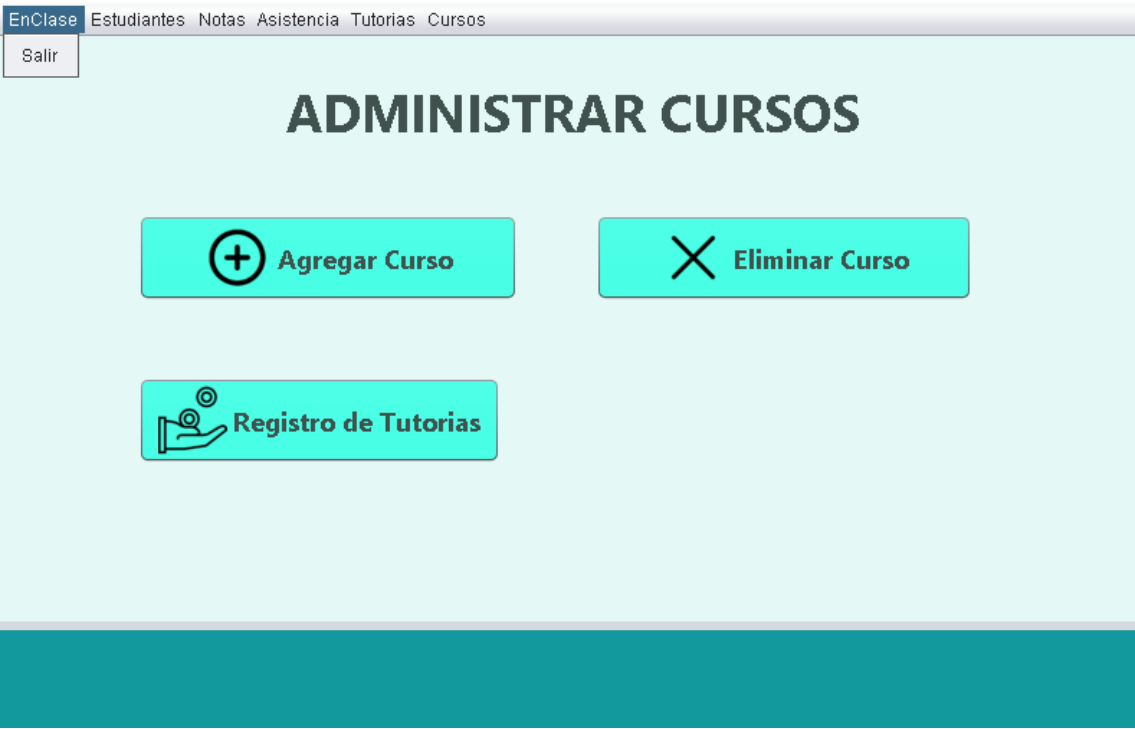 EnClase Estudiantes Notas Asistencia Tutorias Cursos
Salir
ADMINISTRAR CURSOS
Agregar Curso
Eliminar Curso
Registro de Tutorias